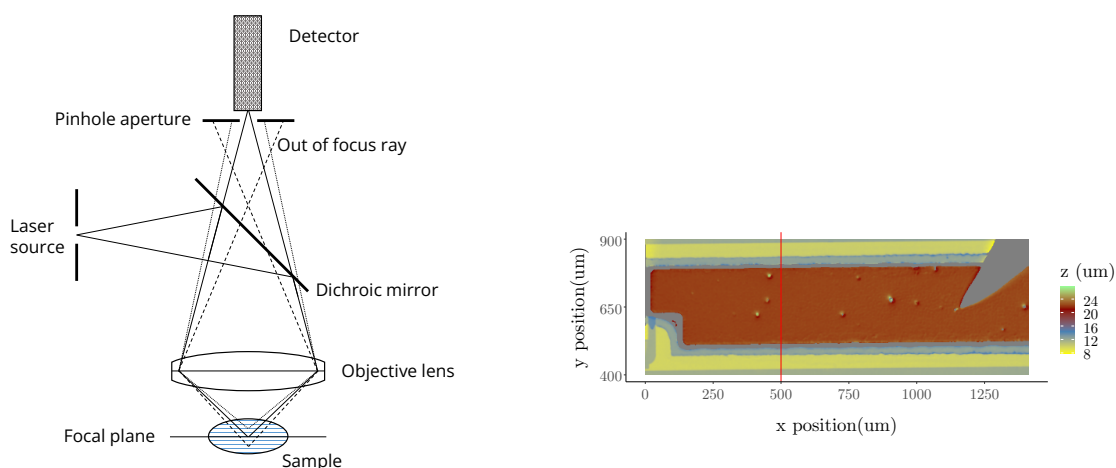 Detector
Pinhole aperture
Out of focus ray
Laser
source
Dichroic mirror
Objective lens
Focal plane
Sample
900
650
400
y position(um)
0
250
500
750
1000
1250
x position(um)
z (um)
24
20
16
12
8